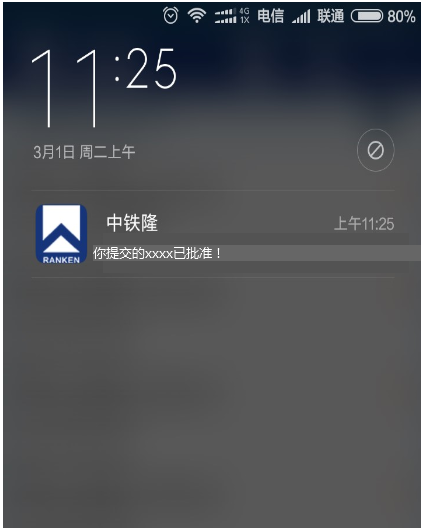 4G
1X
电信 联通 80%
11:25
3月1日 周二上午
中铁隆 上午11:25
RANKEN
你提交的xxxx已批准！